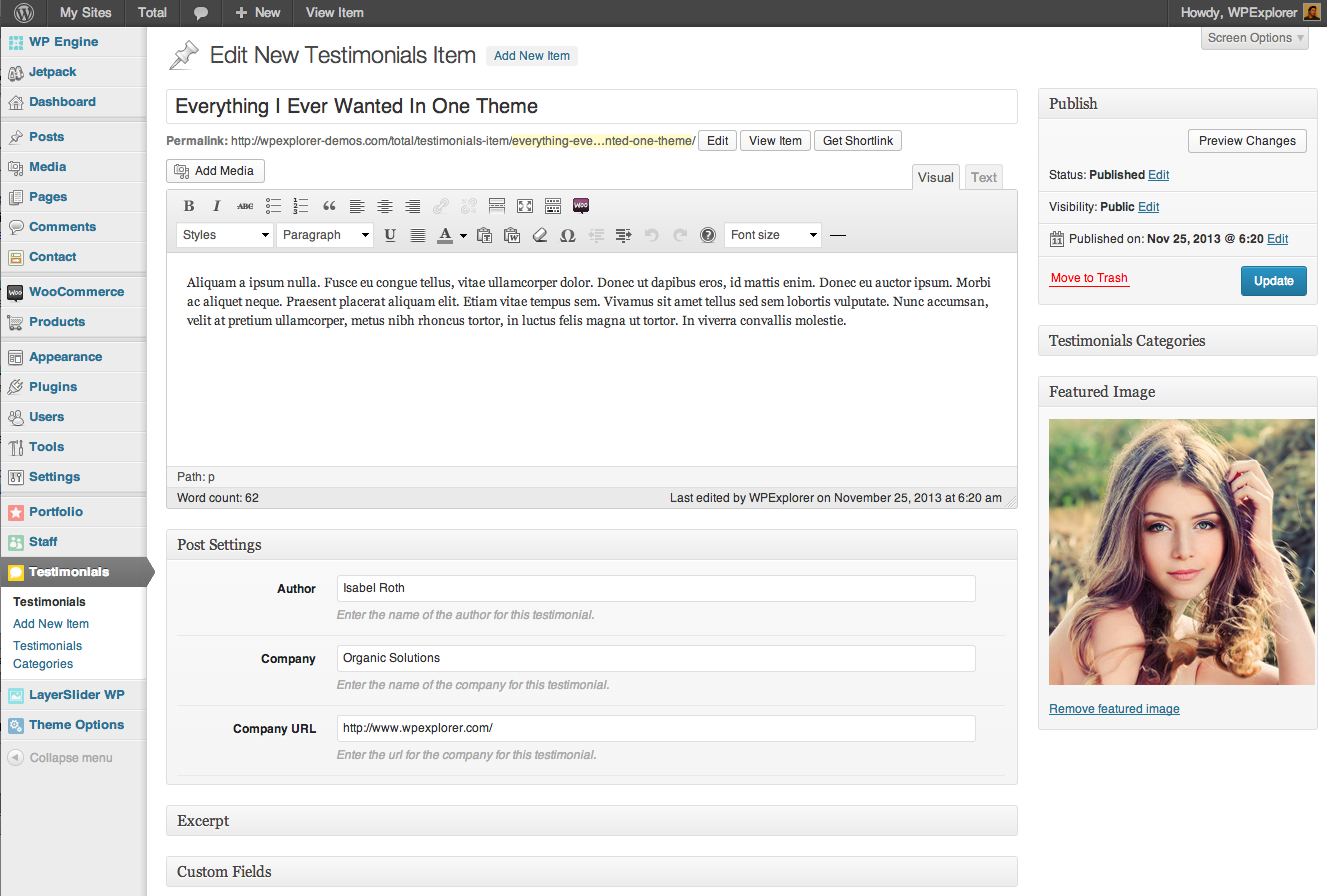 My Sites Total New View Item Howdy, WPExplorer
Screen Options
WP Engine
Jetpack
Dashboard
Posts
Media
Pages
Comments
Contact
WooCommerce
Products
Appearance
Plugins
Users
Tools
Settings
Portfolio
Staff
Testimonials
Testimonials
Add New Item
Testimonials
Categories
LayerSlider WP
Theme Options
Collapse menu
Edit New Testimonials Item Add New Item
Everything I Ever Wanted In One Theme
Permalink: http://wpexplorer-demos.com/total/testimonials-item/everything-eve...nted-one-theme/ Edit View Item Get Shortlink
Add Media
Visual Text
B I ABC
Styles Paragraph U A Font size
Aliquam a ipsum nulla. Fusce eu congue tellus, vitae ullamcorper dolor. Donec ut dapibus eros, id mattis enim. Donec eu auctor ipsum. Morbi
ac aliquet neque. Praesent placerat aliquam elit. Etiam vitae tempus sem. Vivamus sit amet tellus sed sem lobortis vulputate. Nunc accumsan,
velit at pretium ullamcorper, metus nibh rhoncus tortor, in luctus felis magna ut tortor. In viverra convallis molestie.
Path: p
Word count: 62 Last edited by WPExplorer on November 25, 2013 at 6:20 am
Post Settings
Author Isabel Roth
Enter the name of the author for this testimonial.
Company Organic Solutions
Enter the name of the company for this testimonial.
Company URL http://www.wpexplorer.com/
Enter the url for the company for this testimonial.
Excerpt
Custom Fields
Publish
Preview Changes
Status: Published Edit
Visibility: Public Edit
Published on: Nov 25, 2013 @ 6:20 Edit
Move to Trash Update
Testimonials Categories
Featured Image
Remove featured image